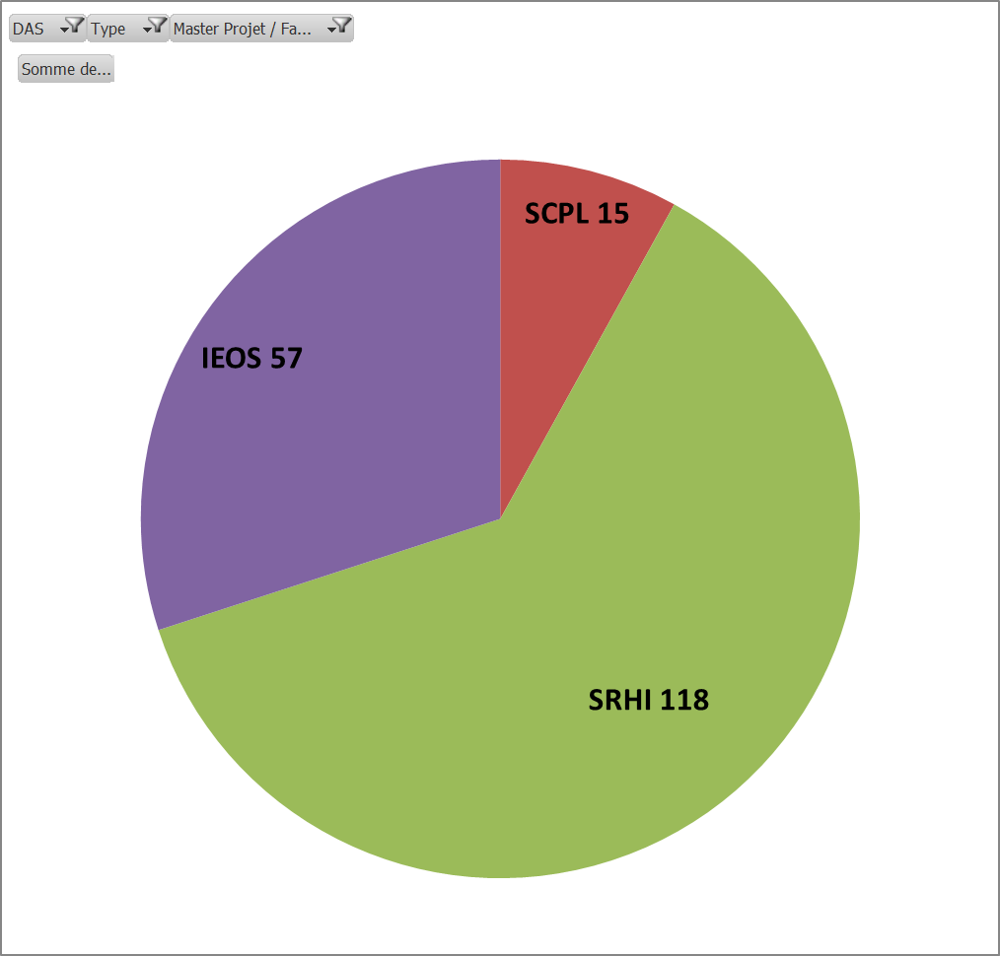 DAS Type Master Projet / Fa...
Somme de...
SCPL 15
IEOS 57
SRHI 118